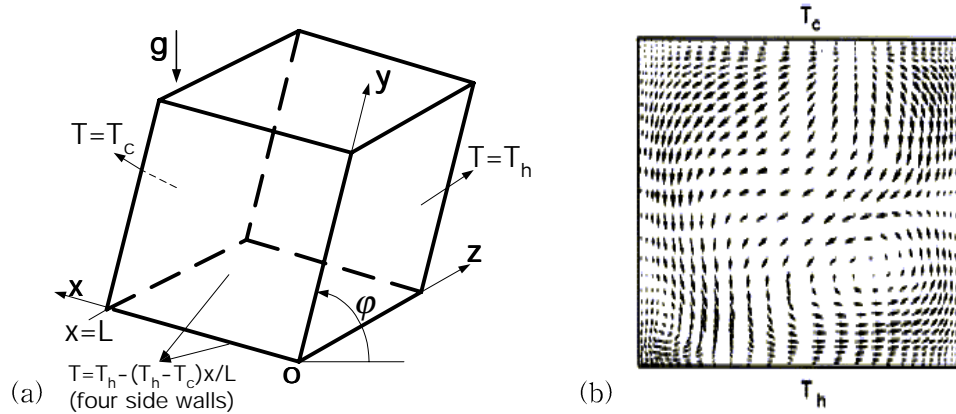 g
y
T=T_c
T=T_h
x
z
x=L
φ
o
T=T_h-(T_h-T_c)x/L
(four side walls)
(a)
T_c
T_h
(b)